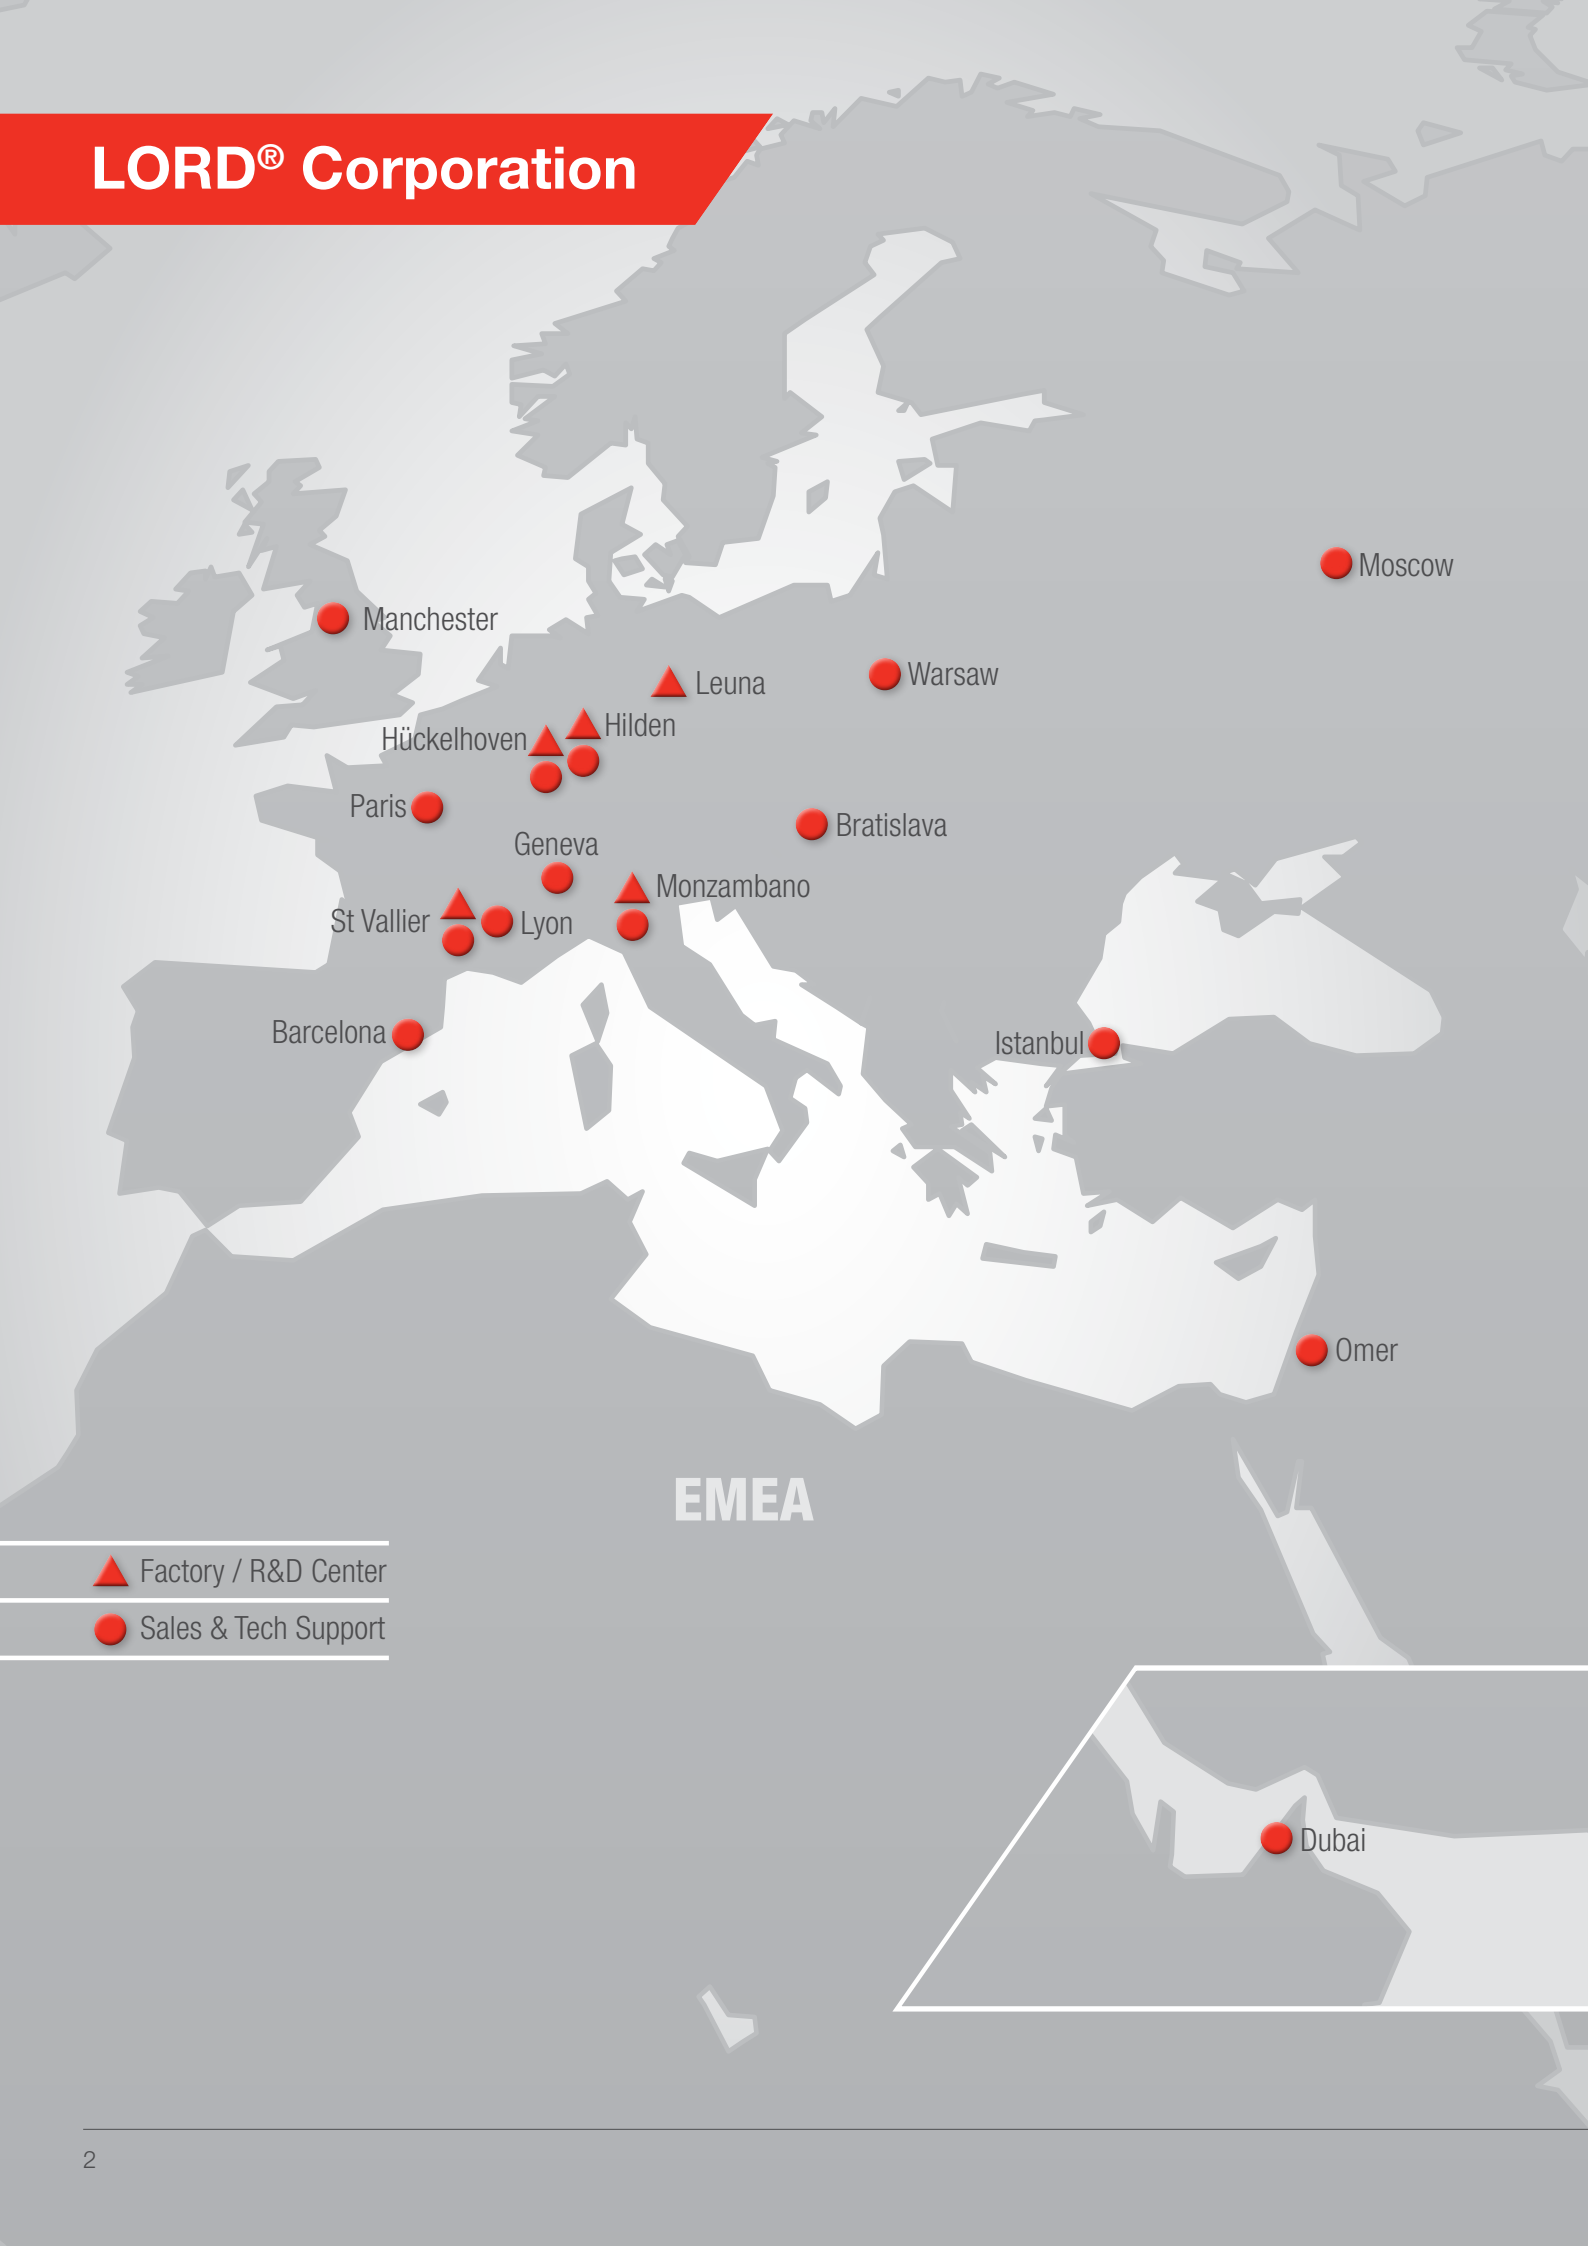 LORD® Corporation
Moscow
Manchester
Warsaw
Leuna
Hilden
Hückelhoven
Paris
Bratislava
Geneva
Monzambano
St Vallier
Lyon
Barcelona
Istanbul
Omer
EMEA
Factory / R&D Center
Sales & Tech Support
Dubai
2